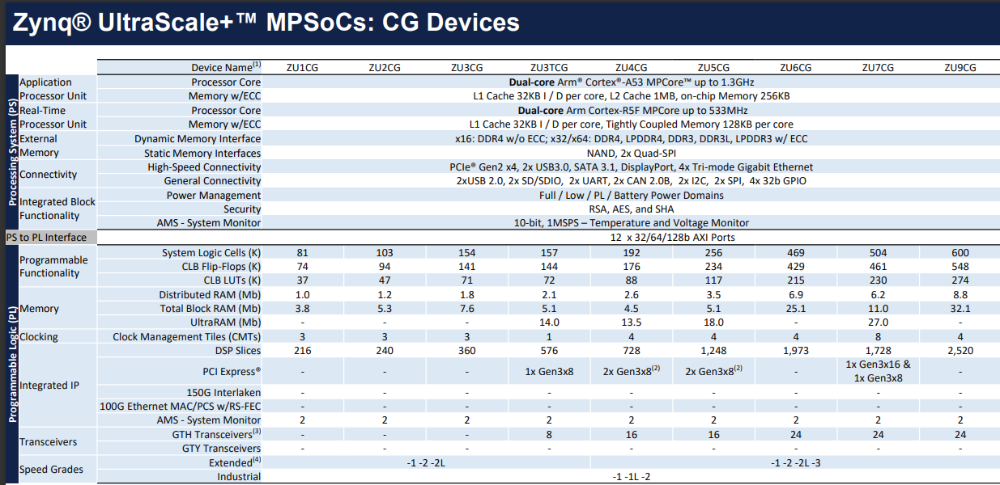 Zynq® UltraScale+™ MPSoCs: CG Devices
Device Name(1) ZU1CG ZU2CG ZU3CG ZU3TCG ZU4CG ZU5CG ZU6CG ZU7CG ZU9CG
Processing System (PS)
Application Processor Core Dual-core Arm® Cortex®-A53 MPCore™ up to 1.3GHz
Processor Unit Memory w/ECC L1 Cache 32KB I / D per core, L2 Cache 1MB, on-chip Memory 256KB
Real-Time Processor Core Dual-core Arm Cortex-R5F MPCore up to 533MHz
Processor Unit Memory w/ECC L1 Cache 32KB I / D per core, Tightly Coupled Memory 128KB per core
External Dynamic Memory Interface x16: DDR4 w/o ECC; x32/x64: DDR4, LPDDR4, DDR3, DDR3L, LPDDR3 w/ ECC
Memory Static Memory Interfaces NAND, 2x Quad-SPI
Connectivity High-Speed Connectivity PCIe® Gen2 x4, 2x USB3.0, SATA 3.1, DisplayPort, 4x Tri-mode Gigabit Ethernet
General Connectivity 2xUSB 2.0, 2x SD/SDIO, 2x UART, 2x CAN 2.0B, 2x I2C, 2x SPI, 4x 32b GPIO
Integrated Block Functionality
Power Management Full / Low / PL / Battery Power Domains
Security RSA, AES, and SHA
AMS - System Monitor 10-bit, 1MSPS – Temperature and Voltage Monitor
PS to PL Interface 12 x 32/64/128b AXI Ports
Programmable Logic (PL)
Programmable System Logic Cells (K) 81 103 154 157 192 256 469 504 600
Functionality CLB Flip-Flops (K) 74 94 141 144 176 234 429 461 548
CLB LUTs (K) 37 47 71 72 88 117 215 230 274
Memory Distributed RAM (Mb) 1.0 1.2 1.8 2.1 2.6 3.5 6.9 6.2 8.8
Total Block RAM (Mb) 3.8 5.3 7.6 5.1 4.5 5.1 25.1 11.0 32.1
UltraRAM (Mb) - - - 14.0 13.5 18.0 - 27.0 -
Clocking Clock Management Tiles (CMTs) 3 3 3 1 4 4 4 8 4
Integrated IP DSP Slices 216 240 360 576 728 1,248 1,973 1,728 2,520
PCI Express® - - - 1x Gen3x8 2x Gen3x8(2) 2x Gen3x8(2) - 1x Gen3x16 & 1x Gen3x8 -
150G Interlaken - - - - - - - - -
100G Ethernet MAC/PCS w/RS-FEC - - - - - - - - -
AMS - System Monitor 2 2 2 2 2 2 2 2 2
Transceivers GTH Transceivers(3) - - - 8 16 16 24 24 24
GTY Transceivers - - - - - - - - -
Speed Grades Extended(4) -1 -2 -2L -1 -2 -2L -3
Industrial -1 -1L -2